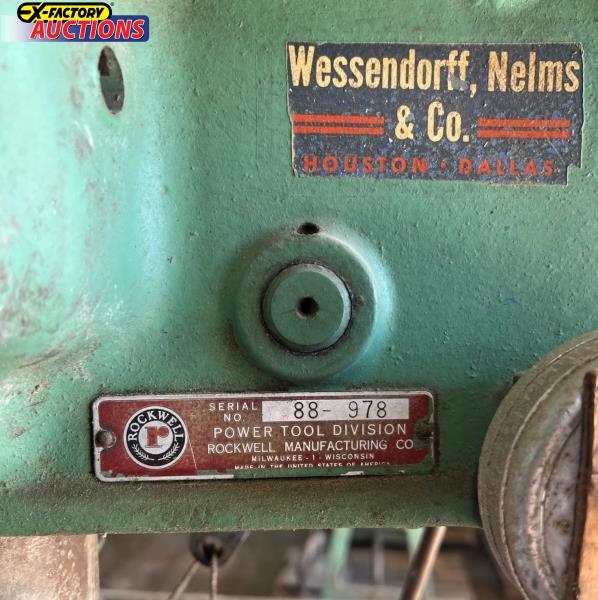 EX-FACTORY
AUCTIONS
Wessendorff, Nelms
& Co.
HOUSTON · DALLAS
SERIAL NO. 88-978
POWER TOOL DIVISION
ROCKWELL MANUFACTURING CO
MILWAUKEE-1-WISCONSIN
MADE IN THE UNITED STATES OF AMERICA
ROCKWELL
R